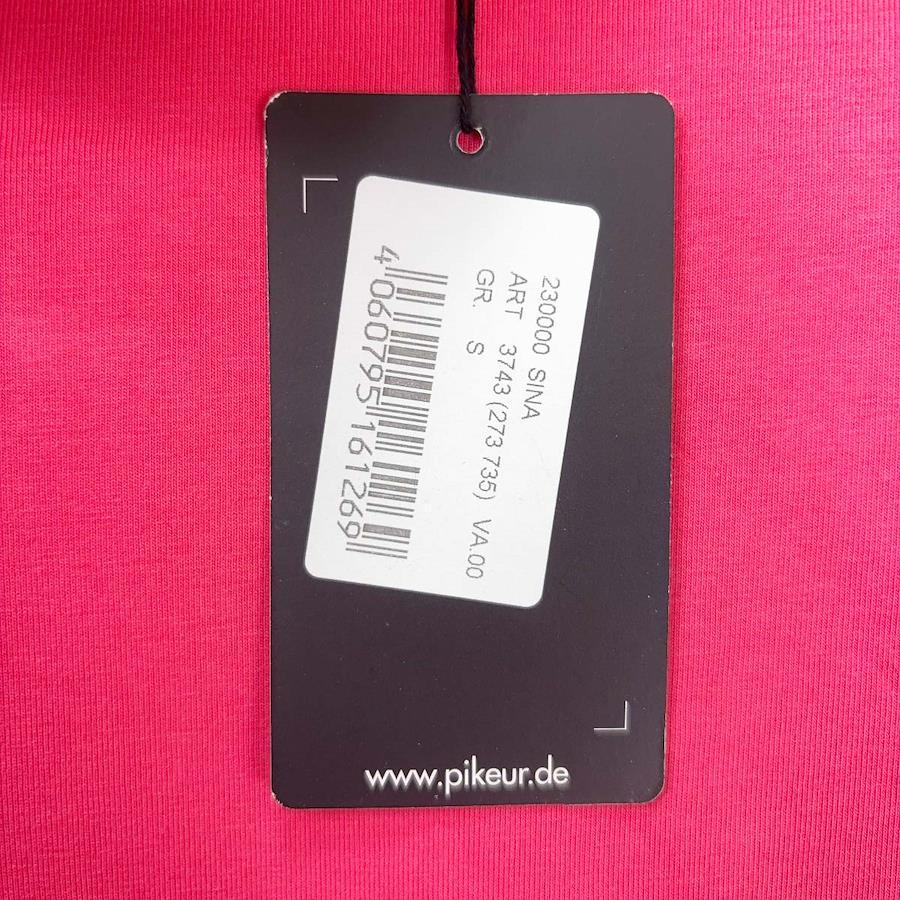 230000 SINA
ART 3743 (273 735) VA.00
GR. S
4 060795 161269
www.pikeur.de